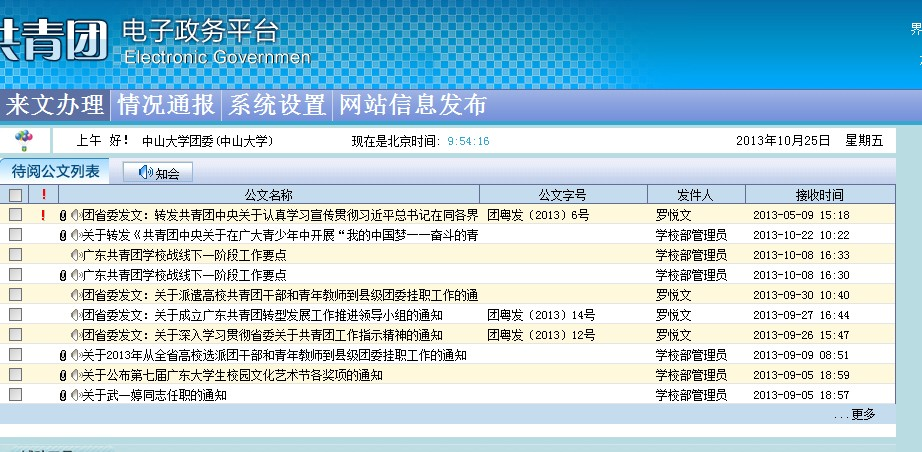 共青团 电子政务平台
Electronic Governmen
界
来文办理 情况通报 系统设置 网站信息发布
上午 好! 中山大学团委(中山大学) 现在是北京时间: 9:54:16 2013年10月25日 星期五
待阅公文列表 知会
! 公文名称 公文字号 发件人 接收时间
! 团省委发文:转发共青团中央关于认真学习宣传贯彻习近平总书记在同各界 团粤发(2013)6号 罗悦文 2013-05-09 15:18
关于转发《共青团中央关于在广大青少年中开展“我的中国梦——奋斗的青 学校部管理员 2013-10-22 10:22
广东共青团学校战线下一阶段工作要点 学校部管理员 2013-10-08 16:33
广东共青团学校战线下一阶段工作要点 学校部管理员 2013-10-08 16:30
团省委发文:关于派遣高校共青团干部和青年教师到县级团委挂职工作的通 罗悦文 2013-09-30 10:40
团省委发文:关于成立广东共青团转型发展工作推进领导小组的通知 团粤发(2013)14号 罗悦文 2013-09-27 16:44
团省委发文:关于深入学习贯彻省委关于共青团工作指示精神的通知 团粤发(2013)12号 罗悦文 2013-09-26 15:47
关于2013年从全省高校选派团干部和青年教师到县级团委挂职工作的通知 学校部管理员 2013-09-09 08:51
关于公布第七届广东大学生校园文化艺术节各奖项的通知 学校部管理员 2013-09-05 18:59
关于武一婷同志任职的通知 学校部管理员 2013-09-05 18:57
...更多